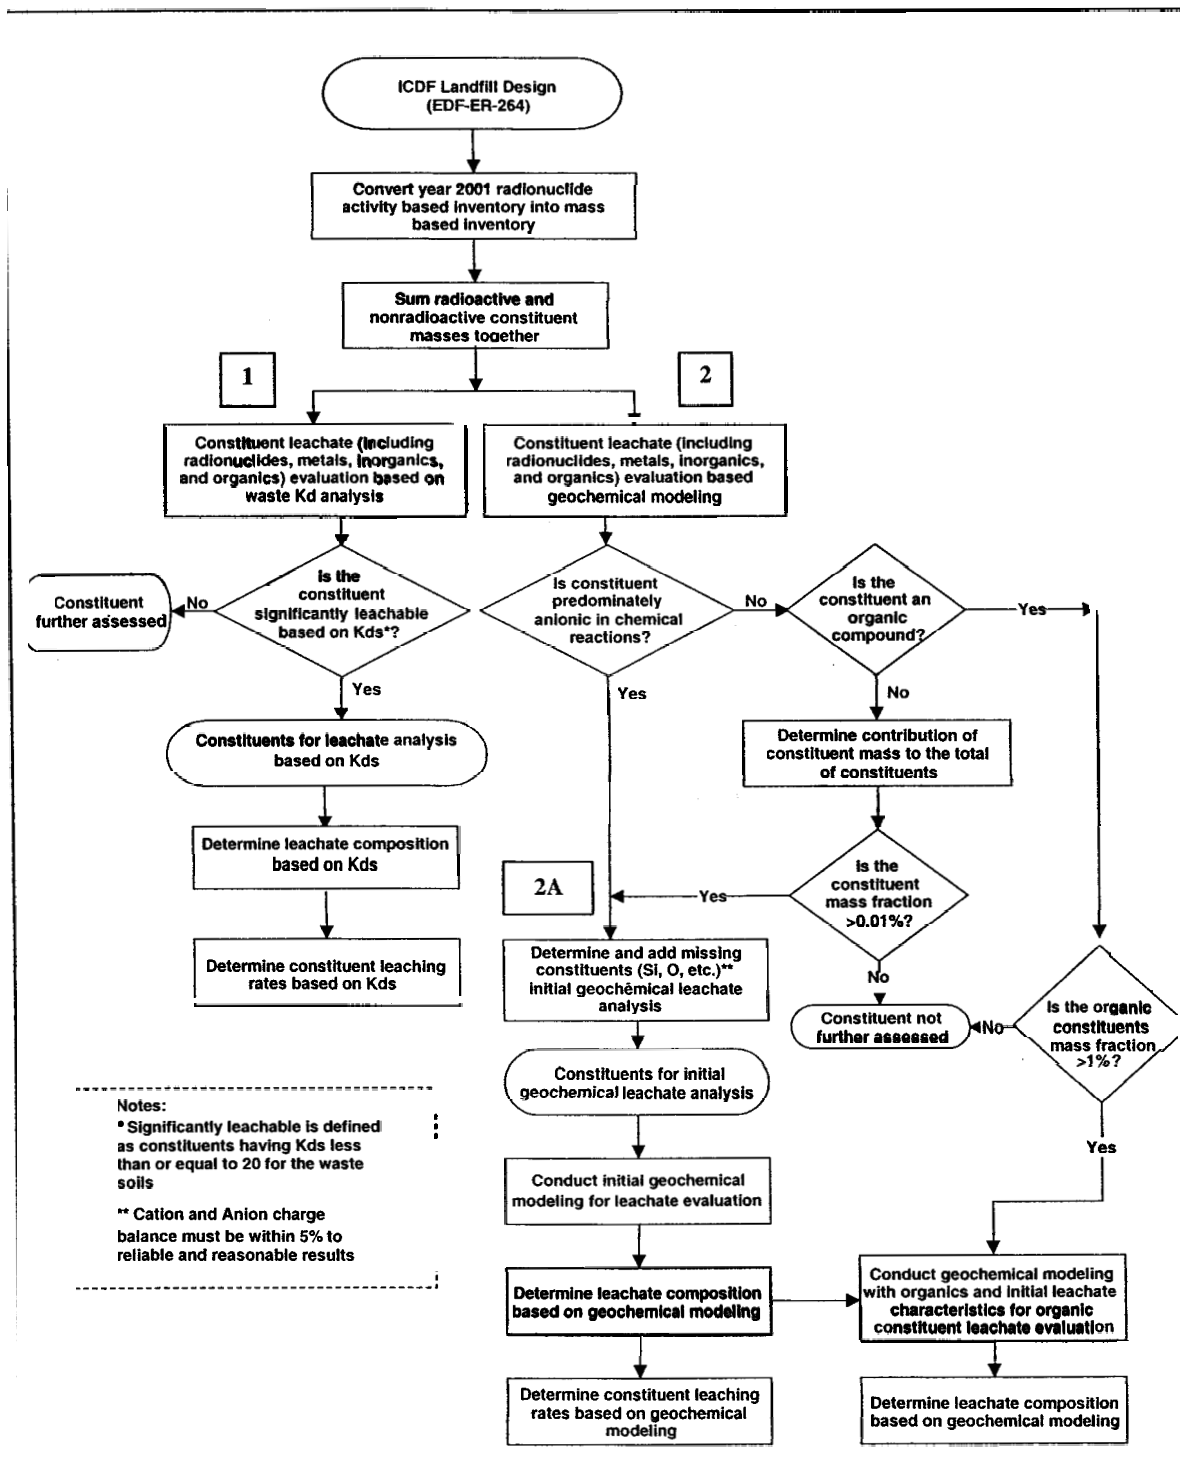 ICDF Landfill Design
(EDF-ER-264)
Convert year 2001 radionuclide
activity based inventory into mass
based inventory
Sum radioactive and
nonradioactive constituent
masses together
1
2
Constituent leachate (including
radionuclides, metals, inorganics,
and organics) evaluation based on
waste Kd analysis
Constituent leachate (including
radionuclides, metals, inorganics,
and organics) evaluation based
geochemical modeling
Is the
constituent
significantly leachable
based on Kds*?
No
Constituent
further assessed
Yes
Is constituent
predominately
anionic in chemical
reactions?
No
Yes
Is the
constituent an
organic
compound?
Yes
No
Constituents for leachate analysis
based on Kds
Determine contribution of
constituent mass to the total
of constituents
Determine leachate composition
based on Kds
Is the
constituent
mass fraction
>0.01%?
Yes
No
2A
Determine constituent leaching
rates based on Kds
Determine and add missing
constituents (Si, O, etc.)**
initial geochemical leachate
analysis
Constituent not
further assessed
No
Is the organic
constituents
mass fraction
>1%?
Yes
Constituents for initial
geochemical leachate analysis
Notes:
* Significantly leachable is defined
as constituents having Kds less
than or equal to 20 for the waste
soils
** Cation and Anion charge
balance must be within 5% to
reliable and reasonable results
Conduct initial geochemical
modeling for leachate evaluation
Determine leachate composition
based on geochemical modeling
Conduct geochemical modeling
with organics and initial leachate
characteristics for organic
constituent leachate evaluation
Determine constituent leaching
rates based on geochemical
modeling
Determine leachate composition
based on geochemical modeling